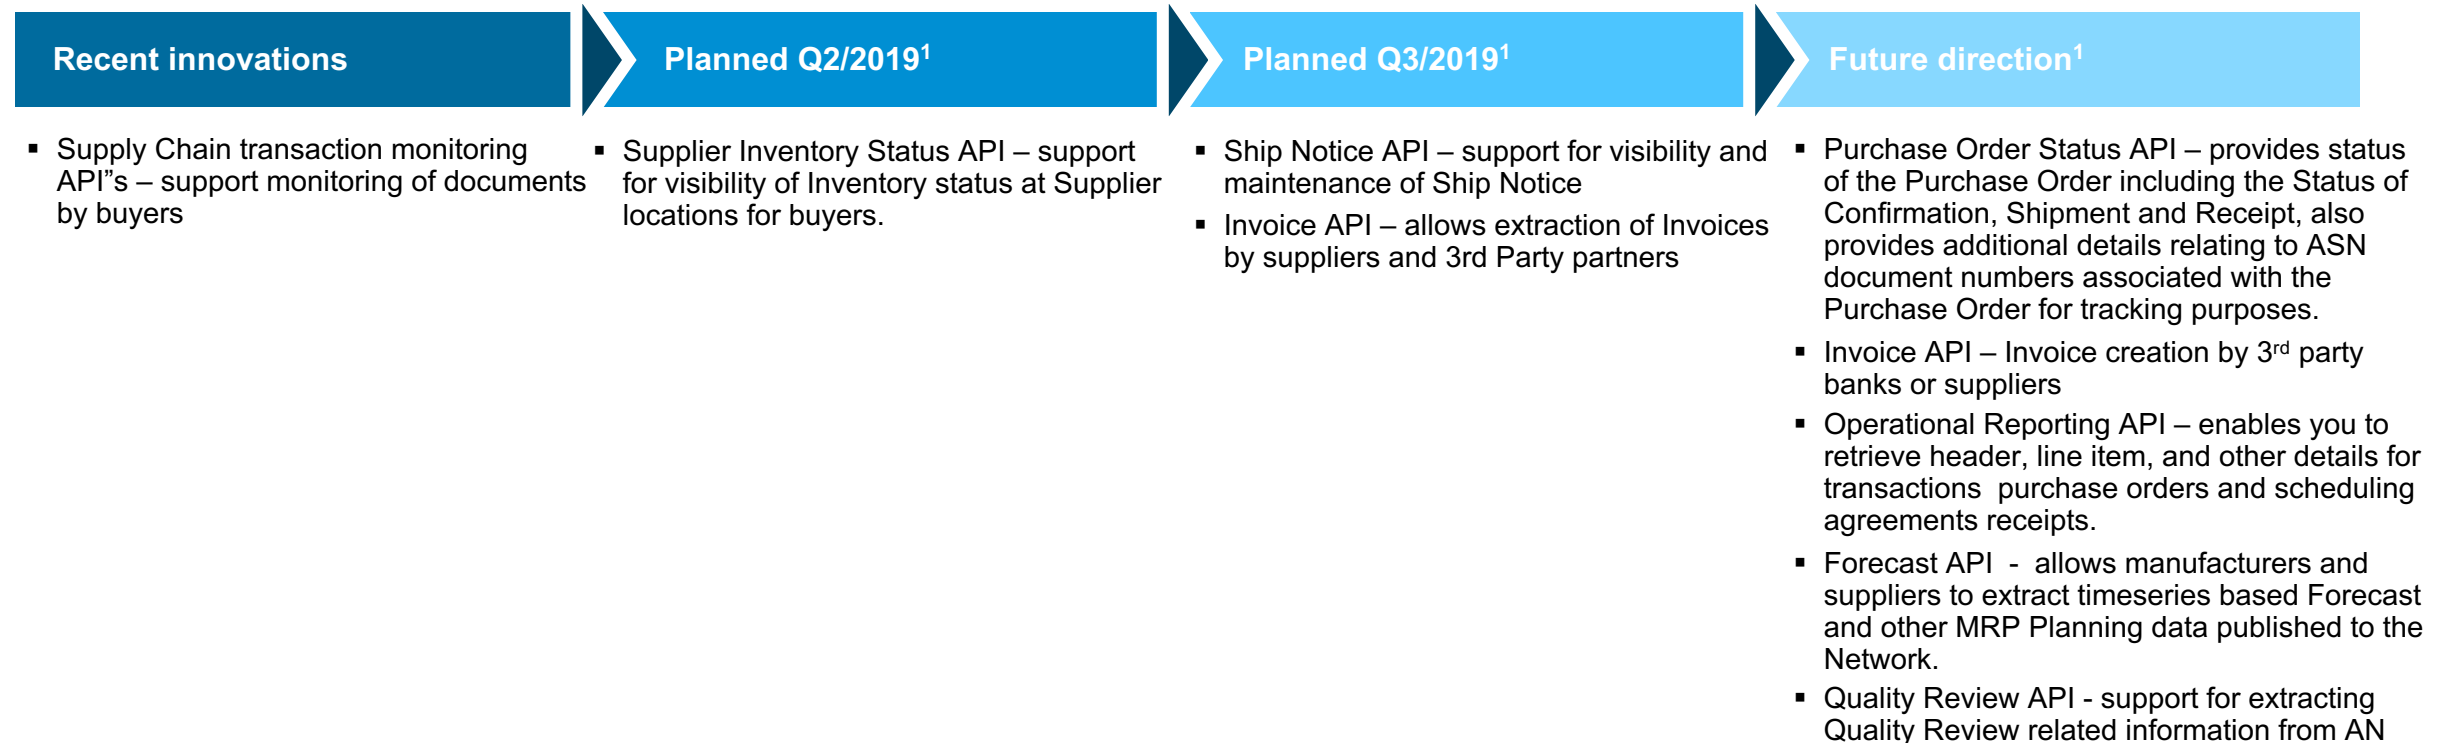 Recent innovations
Planned Q2/2019¹
Planned Q3/2019¹
Future direction¹
▪ Supply Chain transaction monitoring
API”s – support monitoring of documents
by buyers
▪ Supplier Inventory Status API – support
for visibility of Inventory status at Supplier
locations for buyers.
▪ Ship Notice API – support for visibility and
maintenance of Ship Notice
▪ Invoice API – allows extraction of Invoices
by suppliers and 3rd Party partners
▪ Purchase Order Status API – provides status
of the Purchase Order including the Status of
Confirmation, Shipment and Receipt, also
provides additional details relating to ASN
document numbers associated with the
Purchase Order for tracking purposes.
▪ Invoice API – Invoice creation by 3rd party
banks or suppliers
▪ Operational Reporting API – enables you to
retrieve header, line item, and other details for
transactions  purchase orders and scheduling
agreements receipts.
▪ Forecast API  -  allows manufacturers and
suppliers to extract timeseries based Forecast
and other MRP Planning data published to the
Network.
▪ Quality Review API - support for extracting
Quality Review related information from AN